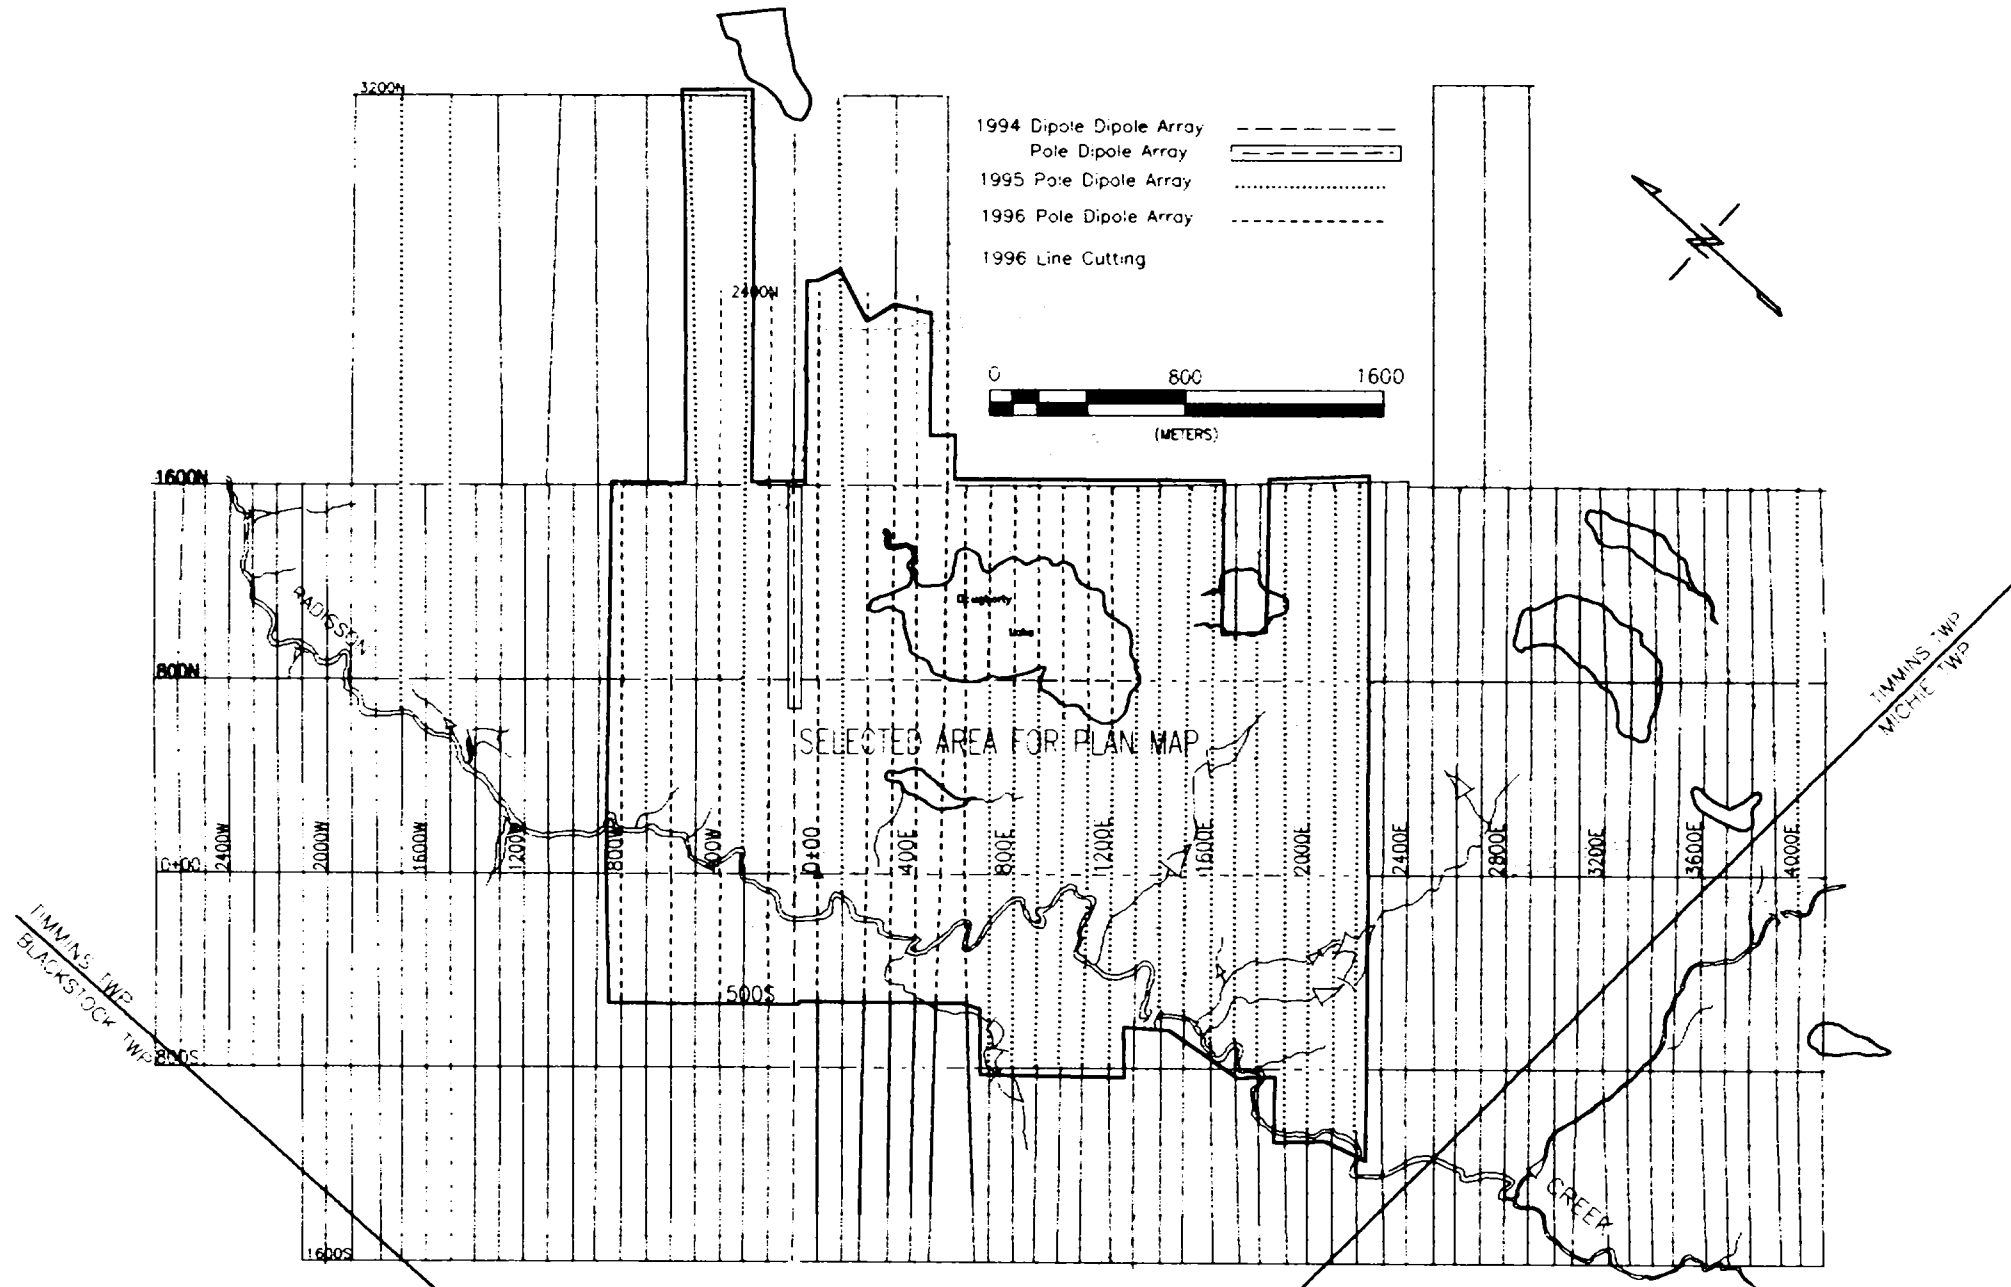 3200N
1994 Dipole Dipole Array
Pole Dipole Array
1995 Pole Dipole Array
1996 Pole Dipole Array
1996 Line Cutting
2400N
0 800 1600
(METERS)
1600N
RADISSON
Lake
800N
TIMMINS TWP
MICHIE TWP
SELECTED AREA FOR PLAN MAP
0+00
2400W
2000W
1600W
1200W
800W
400W
0+00
400E
800E
1200E
1600E
2000E
2400E
2800E
3200E
3600E
4000E
TIMMINS TWP
BLACKSTOCK TWP
500S
800S
CREEK
1600S